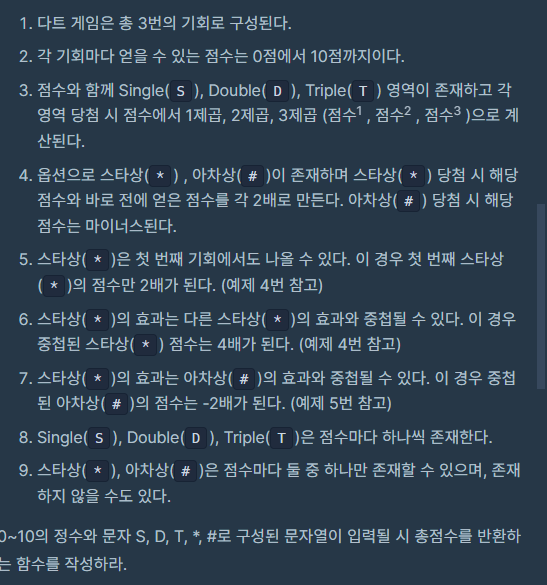 1. 다트 게임은 총 3번의 기회로 구성된다.
2. 각 기회마다 얻을 수 있는 점수는 0점에서 10점까지이다.
3. 점수와 함께 Single(S), Double(D), Triple(T) 영역이 존재하고 각
영역 당첨 시 점수에서 1제곱, 2제곱, 3제곱 (점수1 , 점수2 , 점수3 )으로 계
산된다.
4. 옵션으로 스타상(*) , 아차상(#)이 존재하며 스타상(*) 당첨 시 해당
점수와 바로 전에 얻은 점수를 각 2배로 만든다. 아차상(#) 당첨 시 해당
점수는 마이너스된다.
5. 스타상(*)은 첫 번째 기회에서도 나올 수 있다. 이 경우 첫 번째 스타상
(*)의 점수만 2배가 된다. (예제 4번 참고)
6. 스타상(*)의 효과는 다른 스타상(*)의 효과와 중첩될 수 있다. 이 경우
중첩된 스타상(*) 점수는 4배가 된다. (예제 4번 참고)
7. 스타상(*)의 효과는 아차상(#)의 효과와 중첩될 수 있다. 이 경우 중첩
된 아차상(#)의 점수는 -2배가 된다. (예제 5번 참고)
8. Single(S), Double(D), Triple(T)은 점수마다 하나씩 존재한다.
9. 스타상(*), 아차상(#)은 점수마다 둘 중 하나만 존재할 수 있으며, 존재
하지 않을 수도 있다.
0~10의 정수와 문자 S, D, T, *, #로 구성된 문자열이 입력될 시 총점수를 반환하
는 함수를 작성하라.